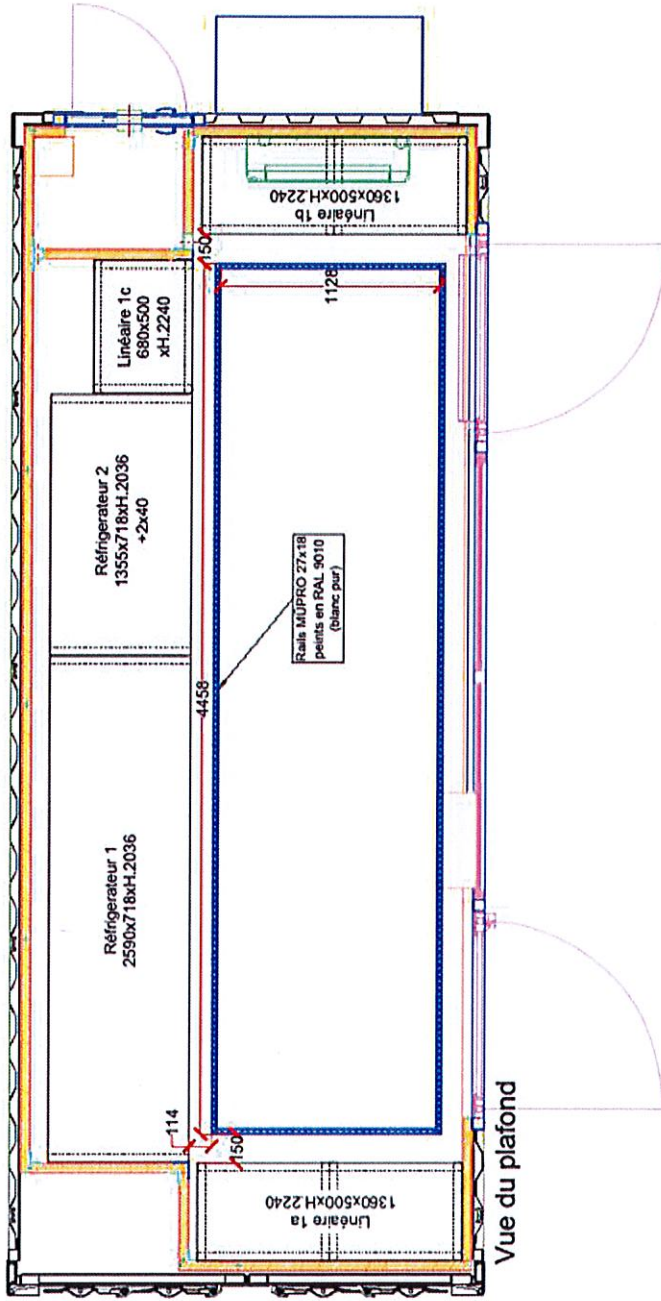 Réfrigerateur 1
2590x718xH.2036
Réfrigerateur 2
1355x718xH.2036
+2x40
Linéaire 1c
680x500
xH.2240
114
4458
150
150
1128
Rails MÜPRO 27x18
peints en RAL 9010
(blanc pur)
Linéaire 1a
1360x500xH.2240
Linéaire 1b
1360x500xH.2240
Vue du plafond